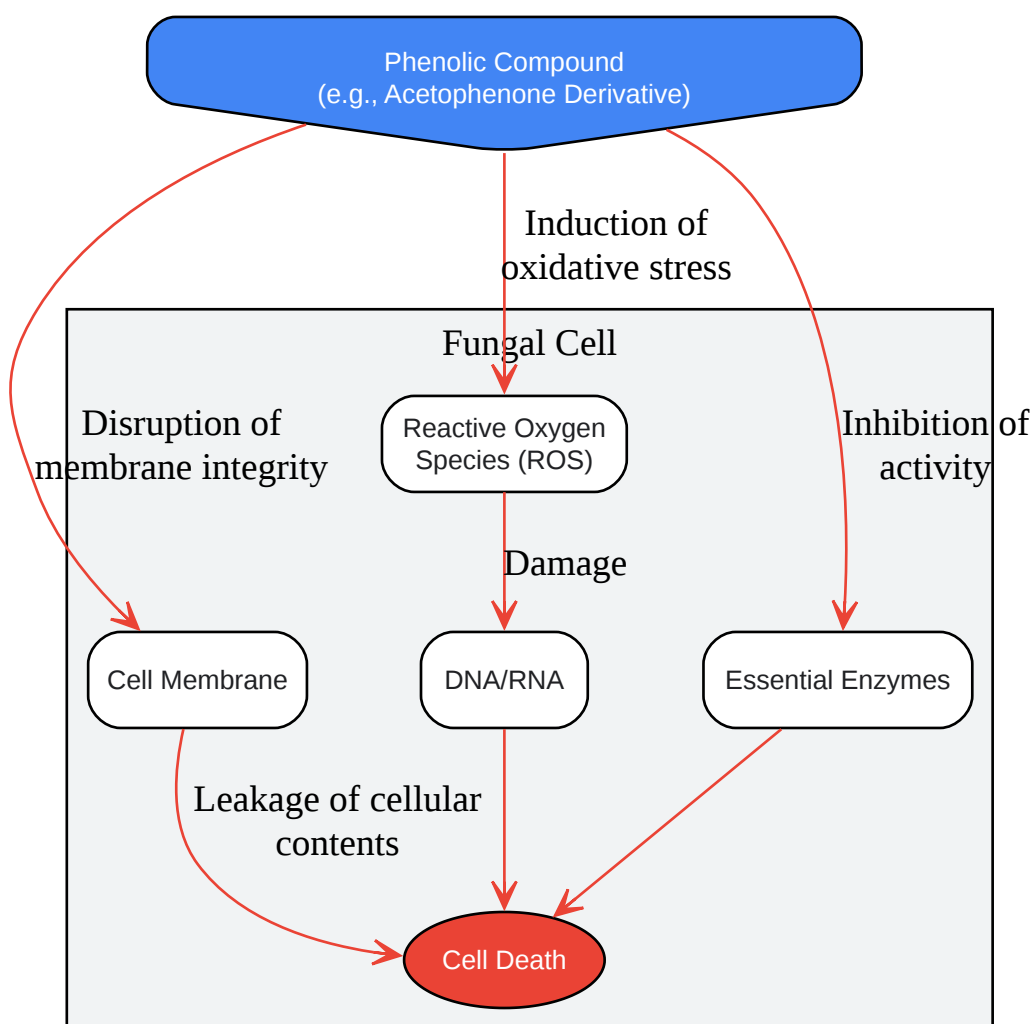 Phenolic Compound
(e.g., Acetophenone Derivative)
Induction of
oxidative stress
Fungal Cell
Disruption of
membrane integrity
Reactive Oxygen
Species (ROS)
Inhibition of
activity
Damage
Cell Membrane
DNA/RNA
Essential Enzymes
Leakage of cellular
contents
Cell Death